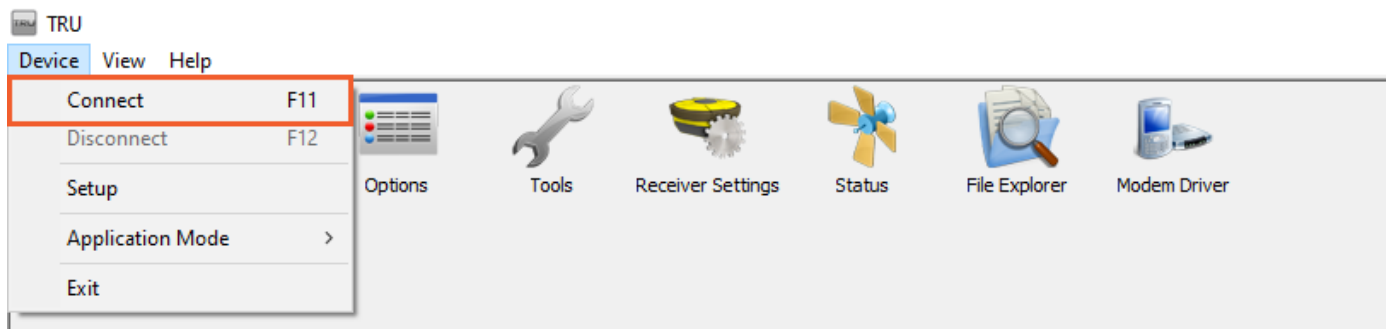 TRU
Device View Help
Connect F11
Disconnect F12
Setup
Application Mode >
Exit
Options Tools Receiver Settings Status File Explorer Modem Driver